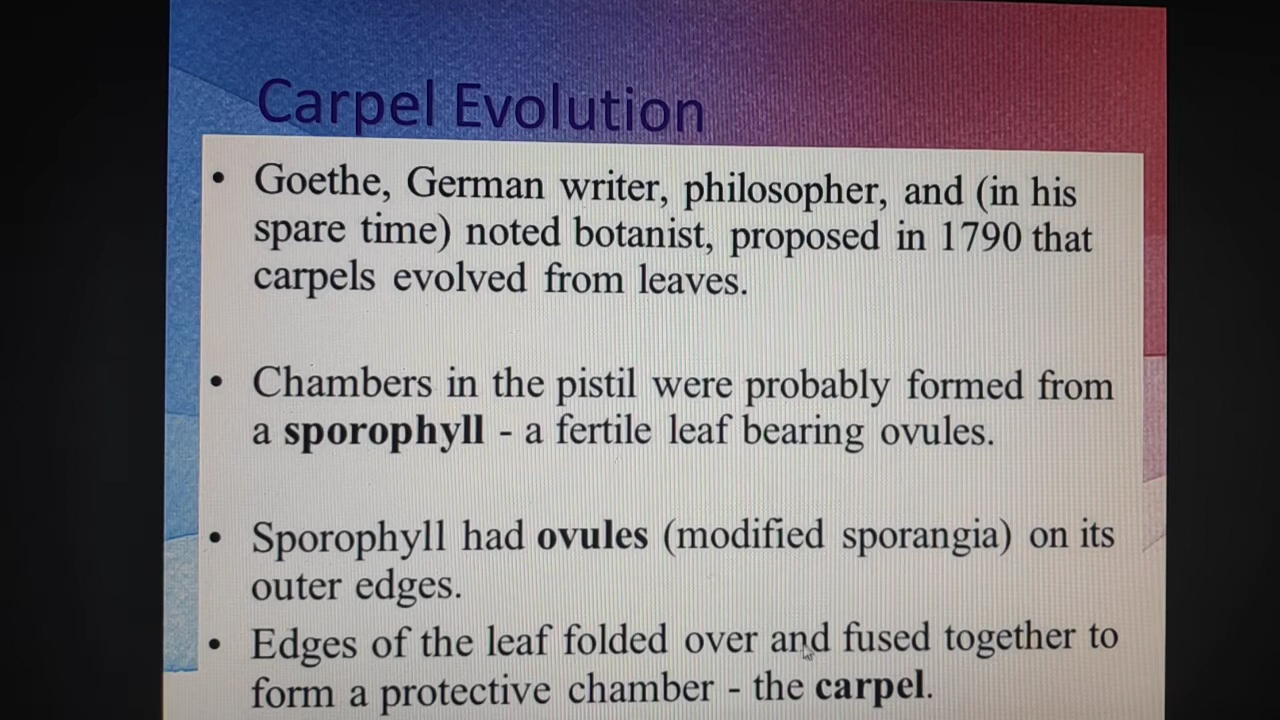 Carpel Evolution
• Goethe, German writer, philosopher, and (in his
spare time) noted botanist, proposed in 1790 that
carpels evolved from leaves.
• Chambers in the pistil were probably formed from
a sporophyll - a fertile leaf bearing ovules.
• Sporophyll had ovules (modified sporangia) on its
outer edges.
• Edges of the leaf folded over and fused together to
form a protective chamber - the carpel.